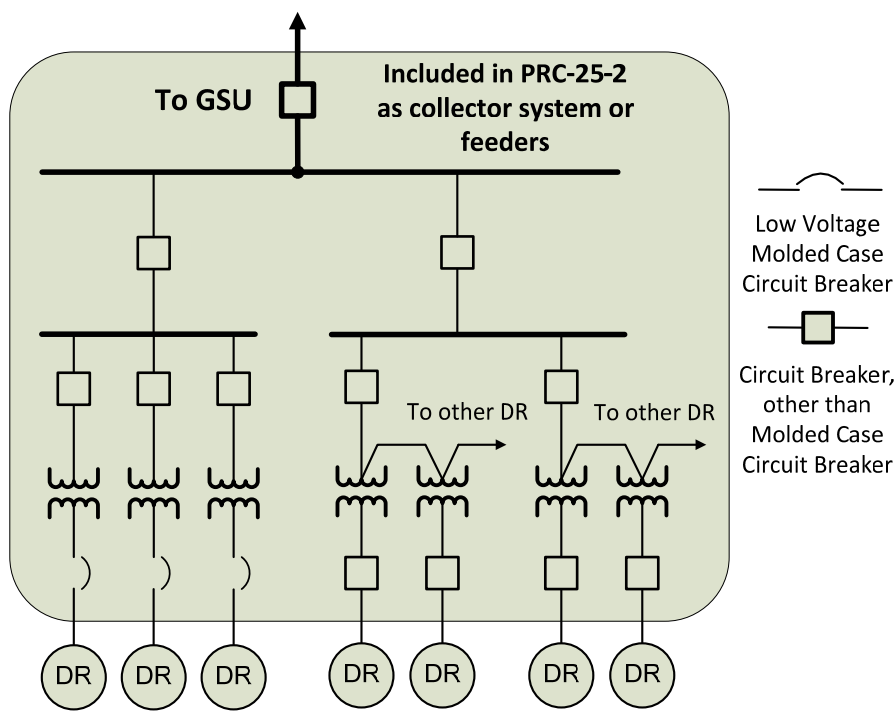 To GSU
Included in PRC-25-2
as collector system or
feeders
Low Voltage
Molded Case
Circuit Breaker
Circuit Breaker,
other than
Molded Case
Circuit Breaker
To other DR
To other DR
DR
DR
DR
DR
DR
DR
DR